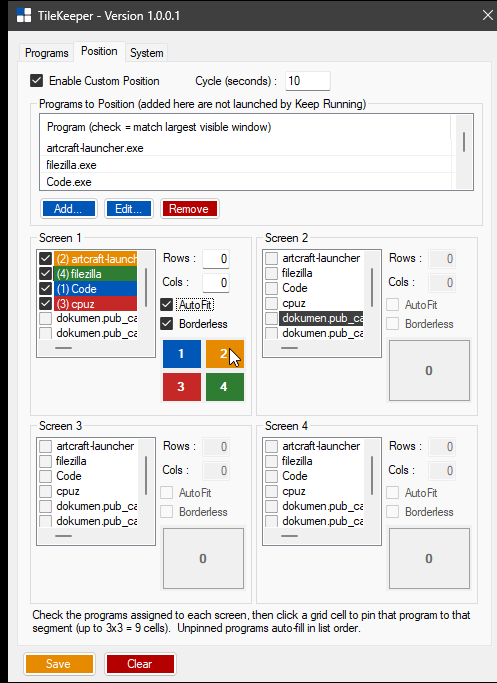 TileKeeper - Version 1.0.0.1
Programs Position System
Enable Custom Position Cycle (seconds) : 10
Programs to Position (added here are not launched by Keep Running)
Program (check = match largest visible window)
artcraft-launcher.exe
filezilla.exe
Code.exe
Add... Edit... Remove
Screen 1
(2) artcraft-launch
(4) filezilla
(1) Code
(3) cpuz
dokumen.pub_ca
dokumen.pub_ca
Rows : 0
Cols : 0
AutoFit
Borderless
1 2
3 4
Screen 2
artcraft-launcher
filezilla
Code
cpuz
dokumen.pub_ca
dokumen.pub_ca
Rows : 0
Cols : 0
AutoFit
Borderless
0
Screen 3
artcraft-launcher
filezilla
Code
cpuz
dokumen.pub_ca
dokumen.pub_ca
Rows : 0
Cols : 0
AutoFit
Borderless
0
Screen 4
artcraft-launcher
filezilla
Code
cpuz
dokumen.pub_ca
dokumen.pub_ca
Rows : 0
Cols : 0
AutoFit
Borderless
0
Check the programs assigned to each screen, then click a grid cell to pin that program to that
segment (up to 3x3 = 9 cells). Unpinned programs auto-fill in list order.
Save Clear